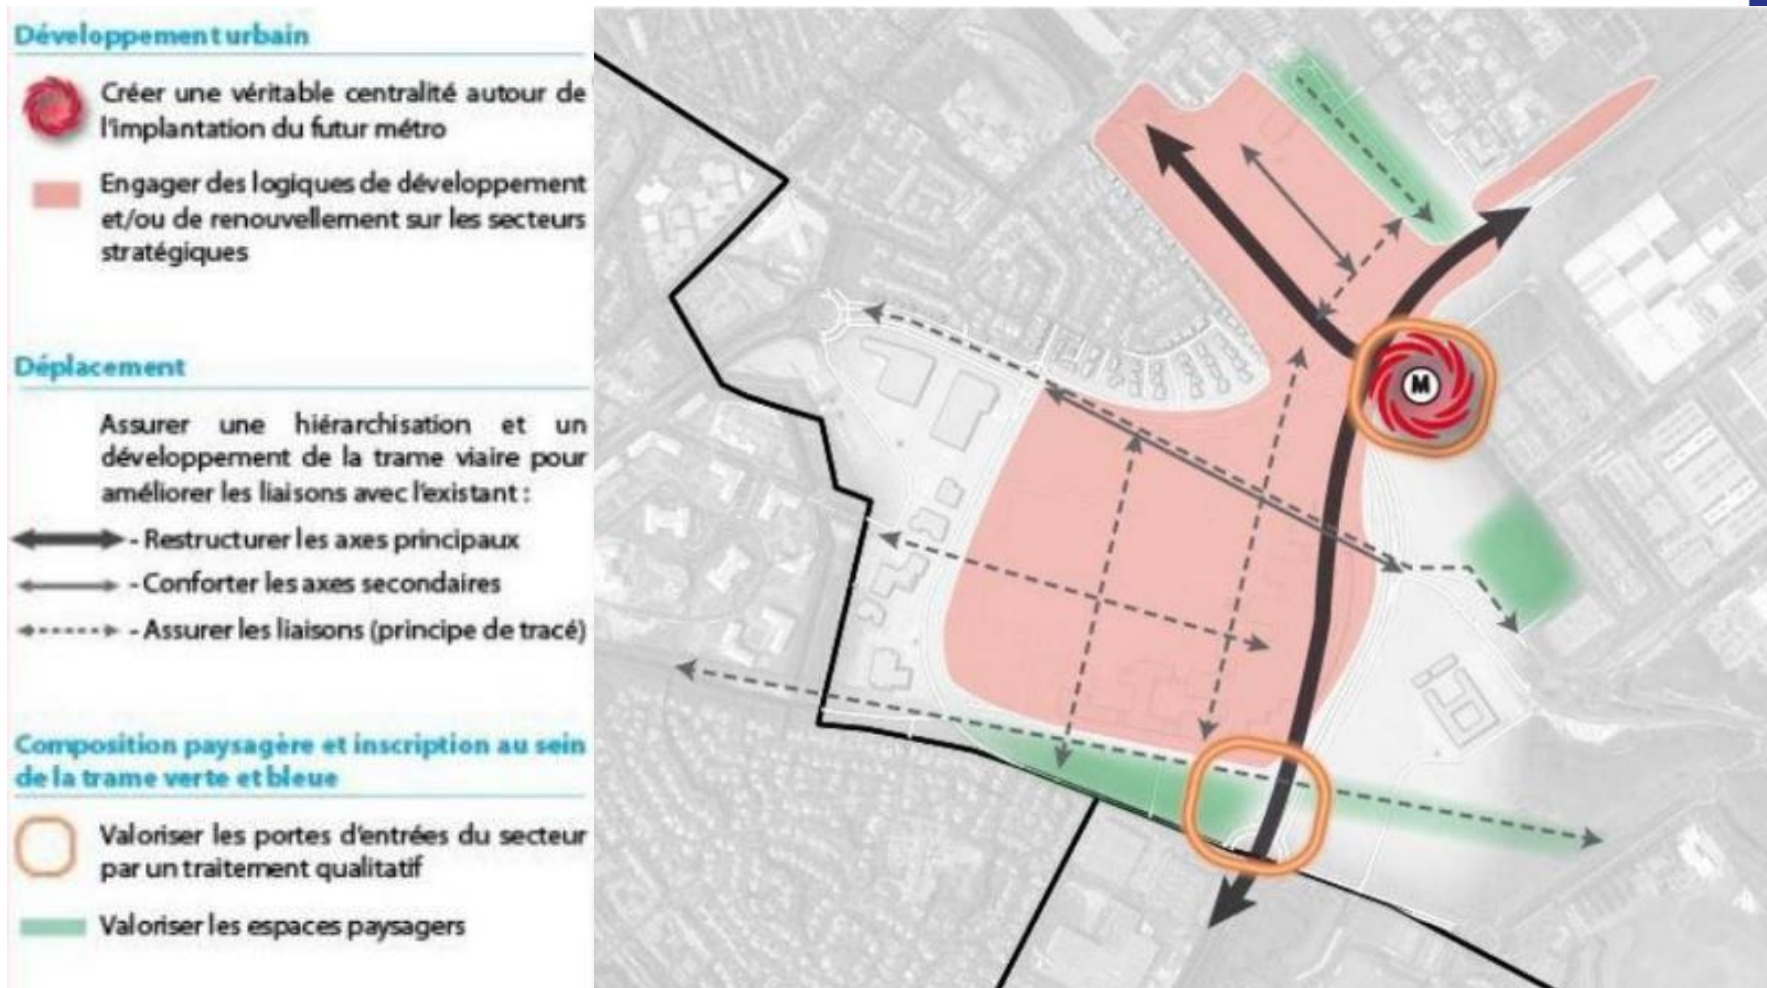 Développement urbain
Créer une véritable centralité autour de
l'implantation du futur métro
Engager des logiques de développement
et/ou de renouvellement sur les secteurs
stratégiques
Déplacement
Assurer une hiérarchisation et un
développement de la trame viaire pour
améliorer les liaisons avec l'existant :
- Restructurer les axes principaux
- Conforter les axes secondaires
- Assurer les liaisons (principe de tracé)
Composition paysagère et inscription au sein
de la trame verte et bleue
Valoriser les portes d'entrées du secteur
par un traitement qualitatif
Valoriser les espaces paysagers
M